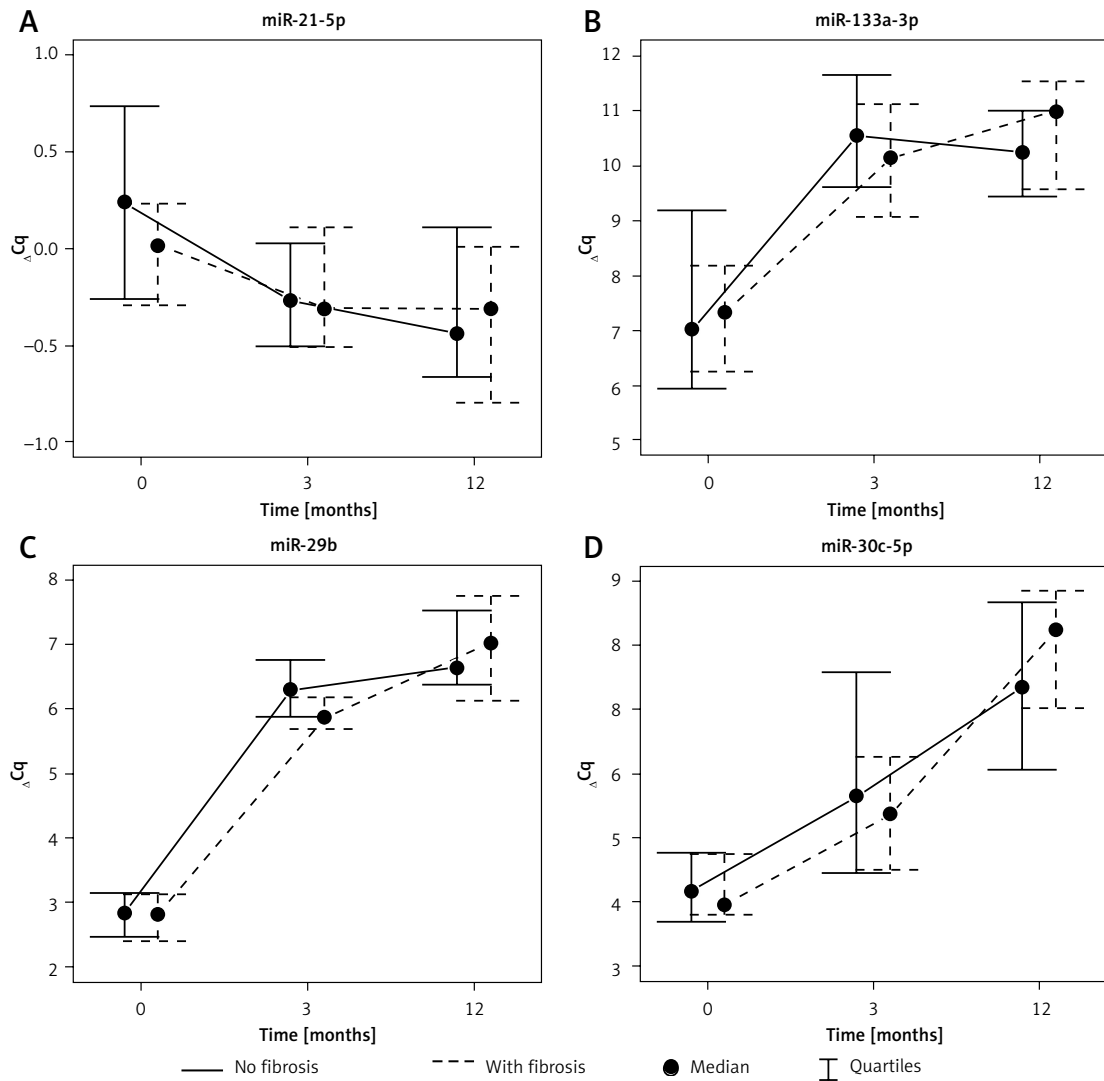 A
miR-21-5p
1.0
0.5
0.0
−0.5
−1.0
ΔCq
0 3 12
Time [months]
B
miR-133a-3p
12
11
10
9
8
7
6
5
ΔCq
0 3 12
Time [months]
C
miR-29b
8
7
6
5
4
3
2
ΔCq
0 3 12
Time [months]
D
miR-30c-5p
9
8
8
6
5
4
3
ΔCq
0 3 12
Time [months]
No fibrosis With fibrosis Median Quartiles